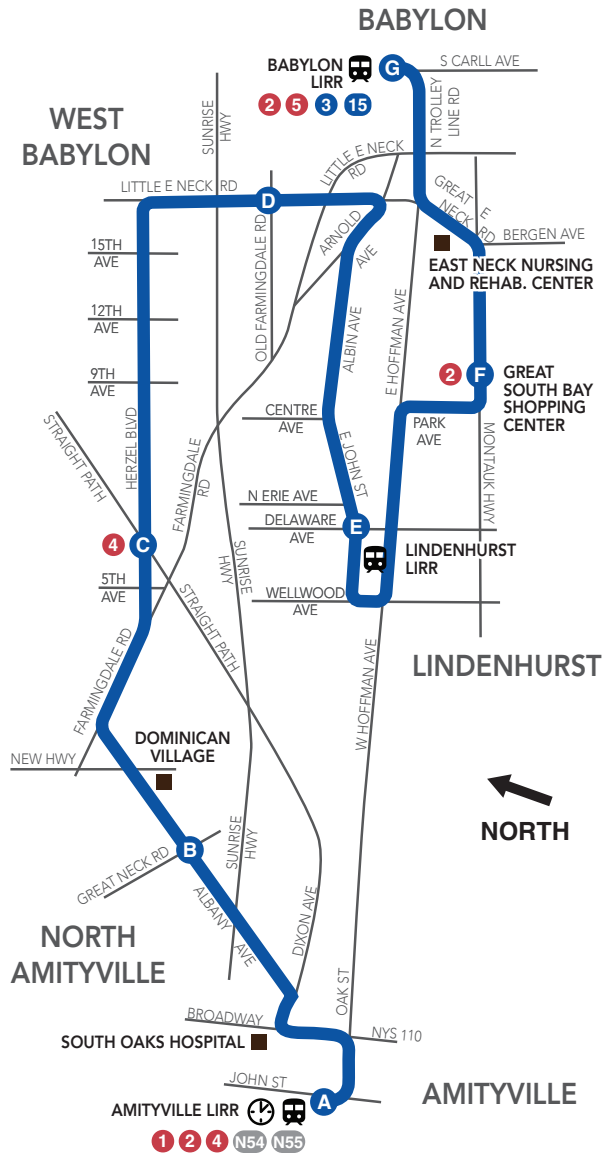 BABYLON
BABYLON
LIRR
G
S CARLL AVE
2 5 3 15
N TROLLEY
LINE RD
WEST
BABYLON
SUNRISE
HWY
LITTLE E NECK
RD
LITTLE E NECK RD
D
GREAT E
NECK RD
BERGEN AVE
ARNOLD
AVE
15TH
AVE
OLD FARMINGDALE RD
EAST NECK NURSING
AND REHAB. CENTER
12TH
AVE
ALBIN AVE
E HOFFMAN AVE
9TH
AVE
2 F
GREAT
SOUTH BAY
SHOPPING
CENTER
HERZEL BLVD
STRAIGHT PATH
CENTRE
AVE
PARK
AVE
FARMINGDALE
RD
E JOHN ST
MONTAUK HWY
N ERIE AVE
DELAWARE
AVE
E
4 C
SUNRISE
HWY
LINDENHURST
LIRR
5TH
AVE
WELLWOOD
AVE
STRAIGHT PATH
FARMINGDALE RD
W HOFFMAN AVE
LINDENHURST
DOMINICAN
VILLAGE
NEW HWY
NORTH
B
SUNRISE
HWY
GREAT NECK RD
ALBANY
AVE
DIXON AVE
NORTH
AMITYVILLE
OAK ST
BROADWAY
NYS 110
SOUTH OAKS HOSPITAL
JOHN ST
AMITYVILLE
AMITYVILLE LIRR
A
1 2 4 N54 N55